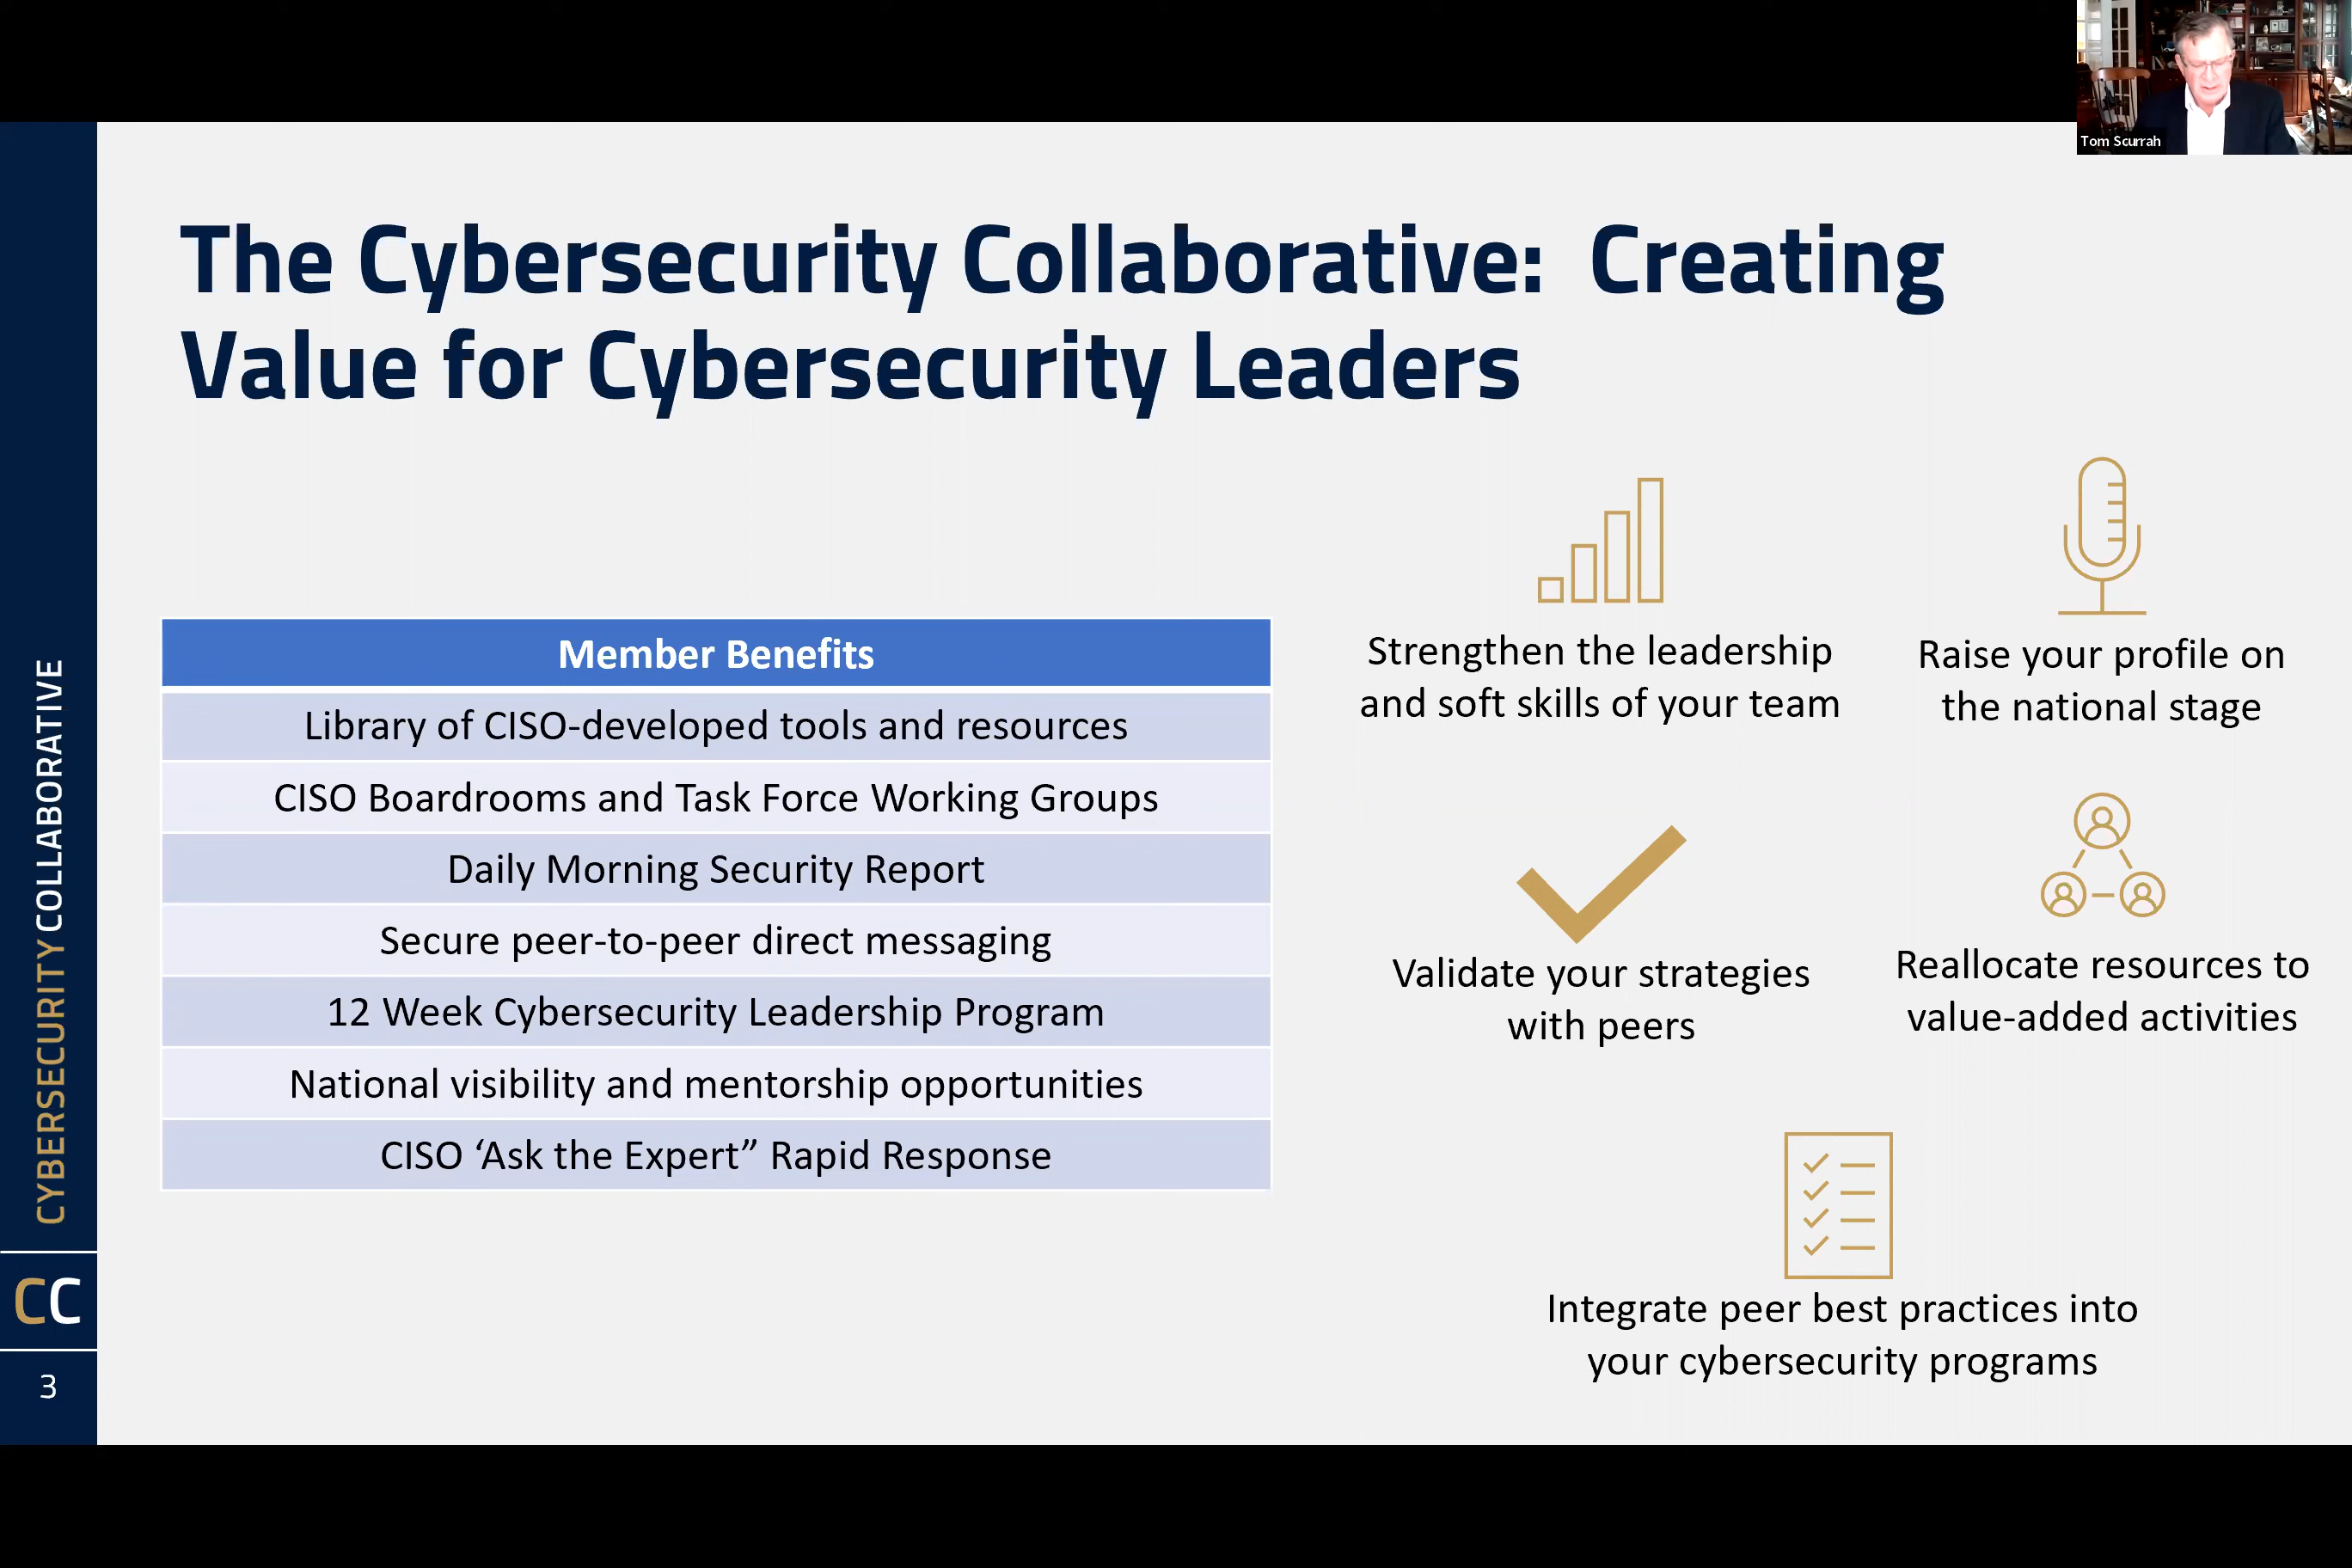 Tom Scurrah
The Cybersecurity Collaborative:  Creating
Value for Cybersecurity Leaders
Member Benefits
Library of CISO-developed tools and resources
CISO Boardrooms and Task Force Working Groups
Daily Morning Security Report
Secure peer-to-peer direct messaging
12 Week Cybersecurity Leadership Program
National visibility and mentorship opportunities
CISO ‘Ask the Expert” Rapid Response
Strengthen the leadership
and soft skills of your team
Raise your profile on
the national stage
Validate your strategies
with peers
Reallocate resources to
value-added activities
Integrate peer best practices into
your cybersecurity programs
CYBERSECURITY COLLABORATIVE
CC
3